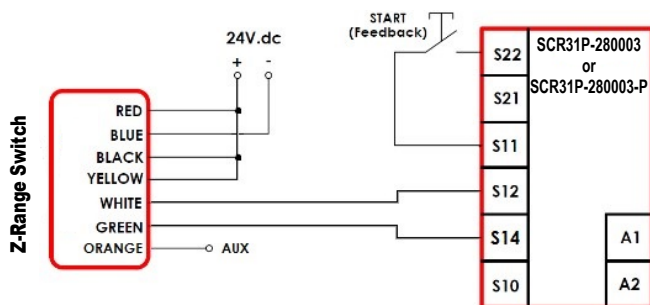 START
(Feedback)
24V.dc
+ -
SCR31P-280003
or
SCR31P-280003-P
S22
S21
S11
S12
S14
S10
A1
A2
Z-Range Switch
RED
BLUE
BLACK
YELLOW
WHITE
GREEN
ORANGE
AUX